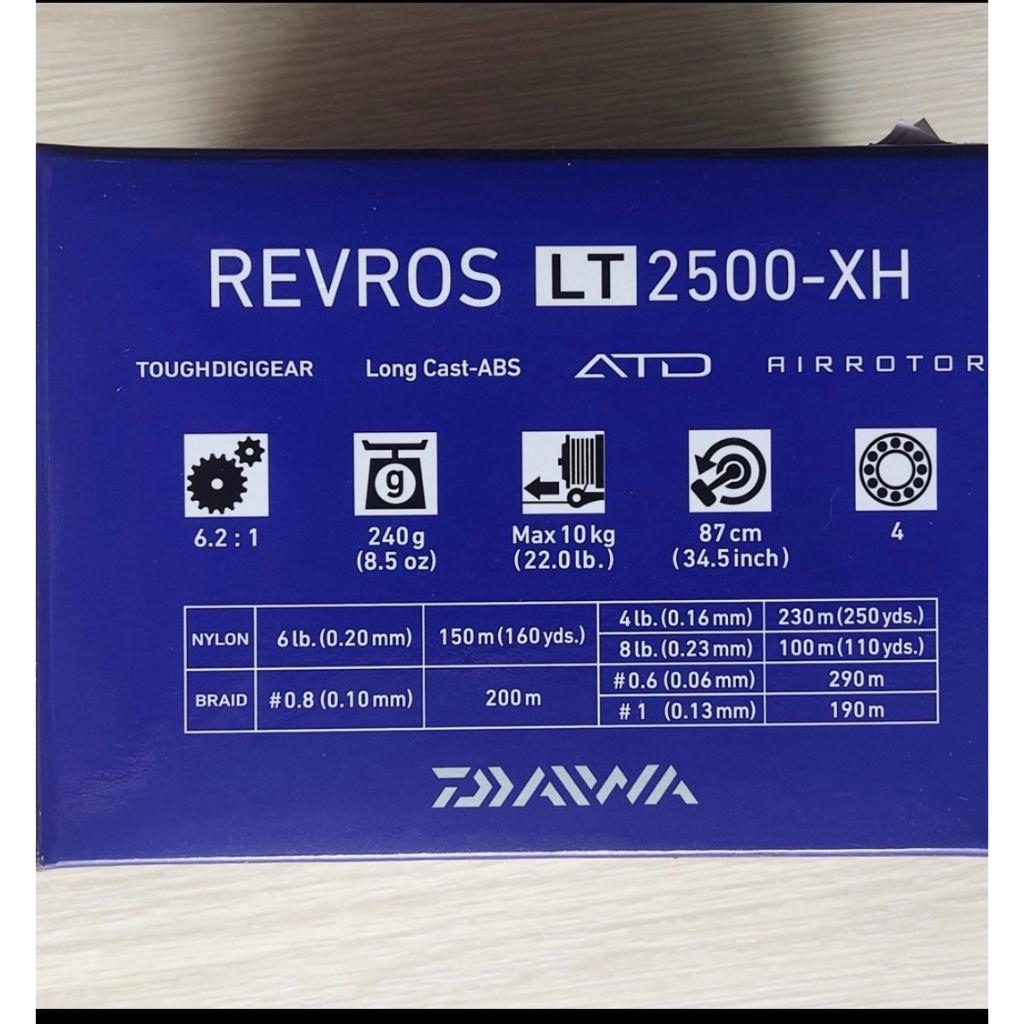 REVROS LT 2500-XH
TOUGHDIGIGEAR Long Cast-ABS ATD AIRROTOR
g
6.2 : 1 240g Max 10 kg 87 cm 4
(8.5 oz) (22.0 lb.) (34.5 inch)
NYLON 6 lb. (0.20 mm) 150 m (160 yds.) 4 lb. (0.16 mm) 230 m (250 yds.)
8 lb. (0.23 mm) 100 m (110 yds.)
BRAID #0.8 (0.10 mm) 200 m #0.6 (0.06 mm) 290 m
#1 (0.13 mm) 190 m
DAIWA